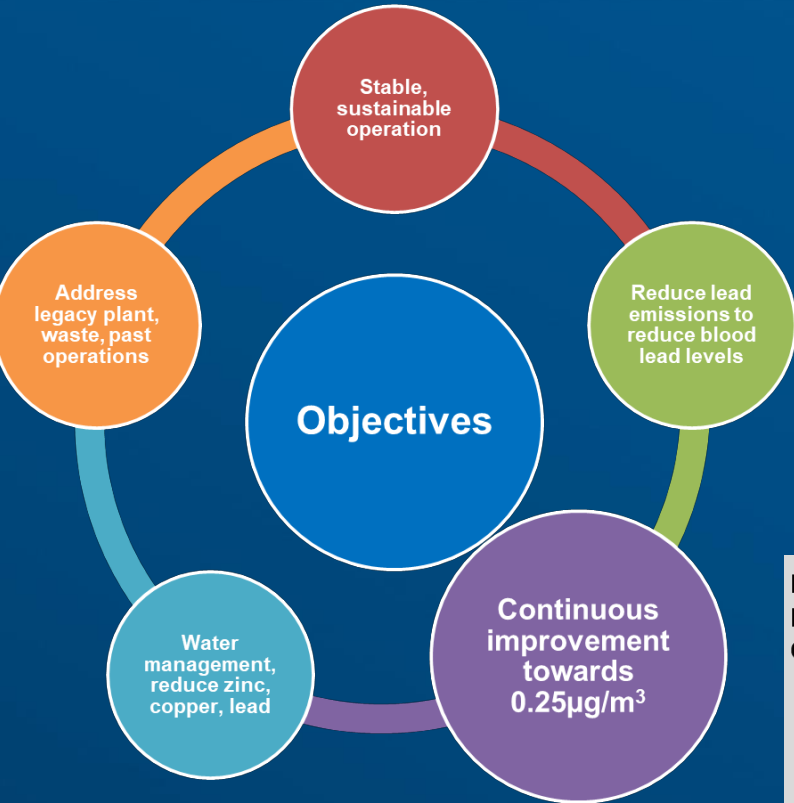 Stable,
sustainable
operation
Reduce lead
emissions to
reduce blood
lead levels
Continuous
improvement
towards
0.25µg/m³
Water
management,
reduce zinc,
copper, lead
Address
legacy plant,
waste, past
operations
Objectives